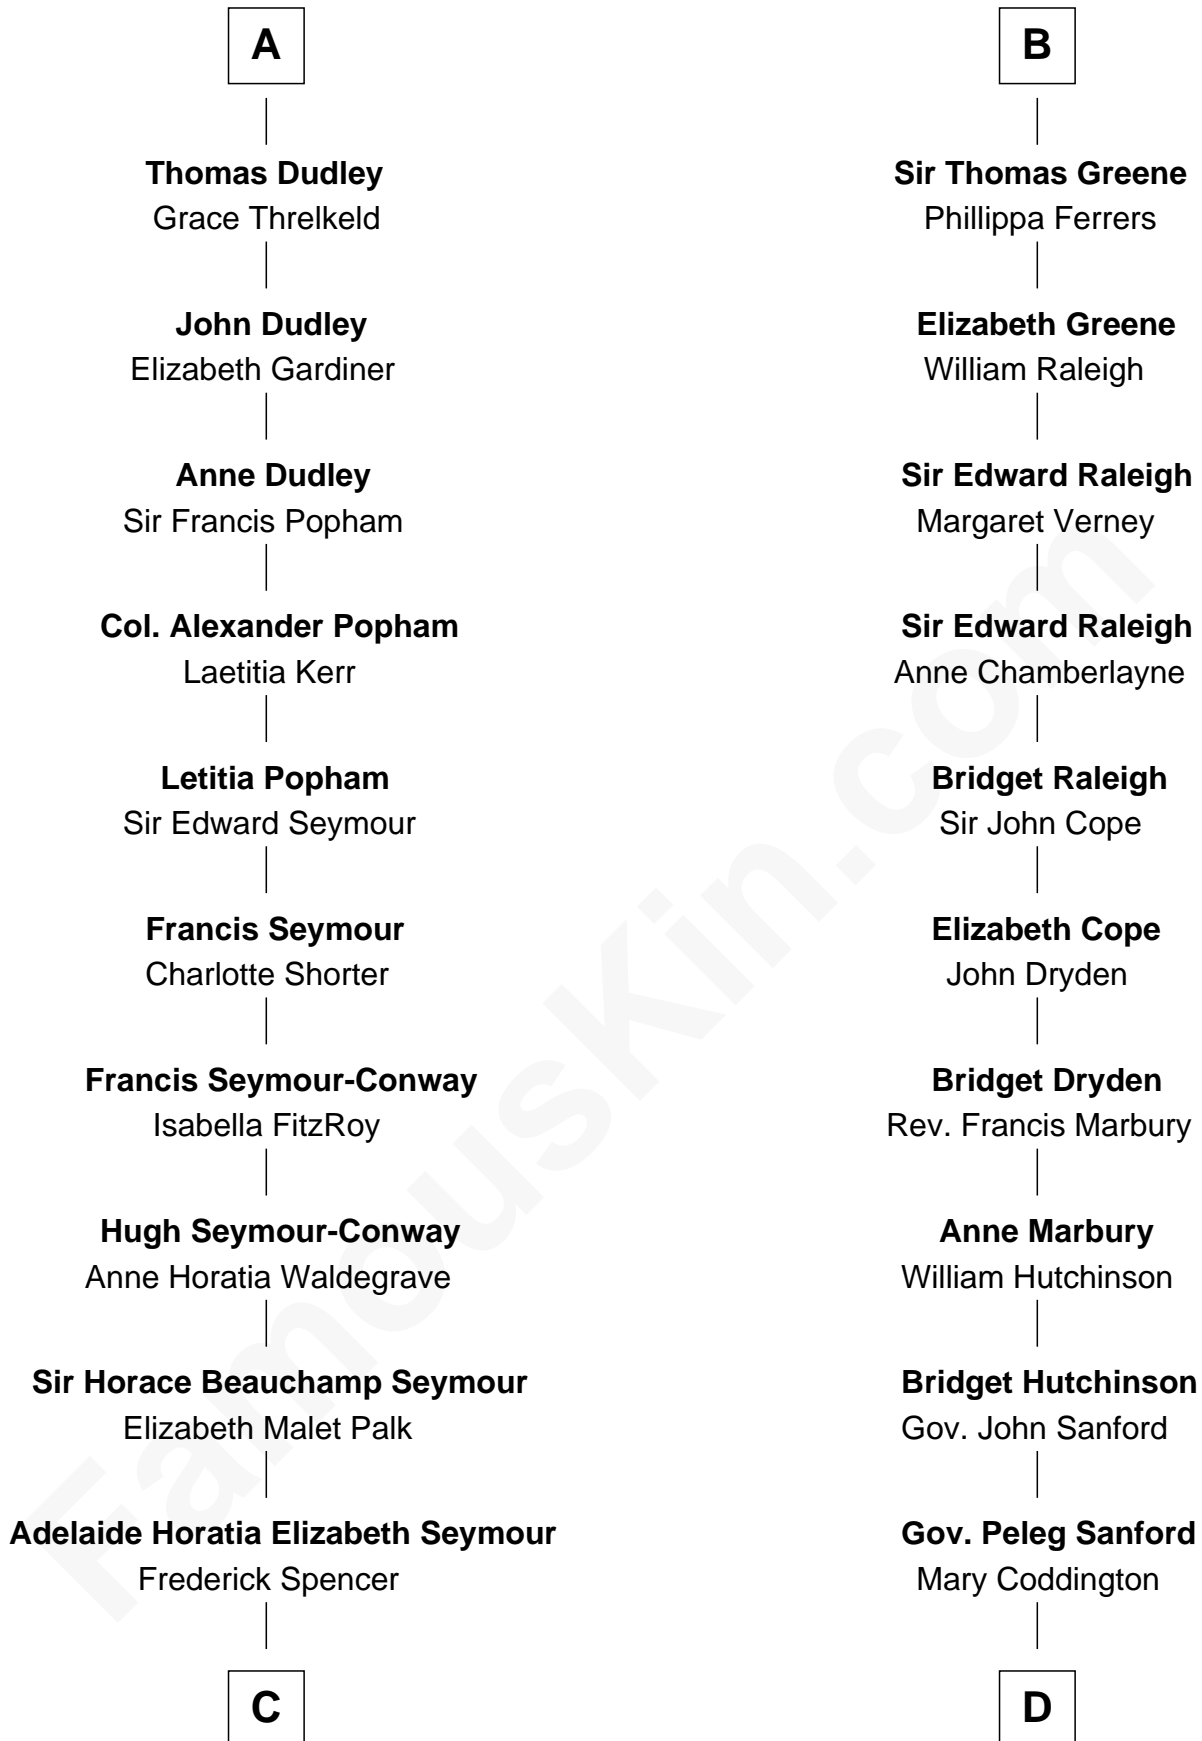 A
Thomas Dudley
Grace Threlkeld
John Dudley
Elizabeth Gardiner
Anne Dudley
Sir Francis Popham
Col. Alexander Popham
Laetitia Kerr
Letitia Popham
Sir Edward Seymour
Francis Seymour
Charlotte Shorter
Francis Seymour-Conway
Isabella FitzRoy
Hugh Seymour-Conway
Anne Horatia Waldegrave
Sir Horace Beauchamp Seymour
Elizabeth Malet Palk
Adelaide Horatia Elizabeth Seymour
Frederick Spencer
C
B
Sir Thomas Greene
Phillippa Ferrers
Elizabeth Greene
William Raleigh
Sir Edward Raleigh
Margaret Verney
Sir Edward Raleigh
Anne Chamberlayne
Bridget Raleigh
Sir John Cope
Elizabeth Cope
John Dryden
Bridget Dryden
Rev. Francis Marbury
Anne Marbury
William Hutchinson
Bridget Hutchinson
Gov. John Sanford
Gov. Peleg Sanford
Mary Coddington
D
FamousKin.com